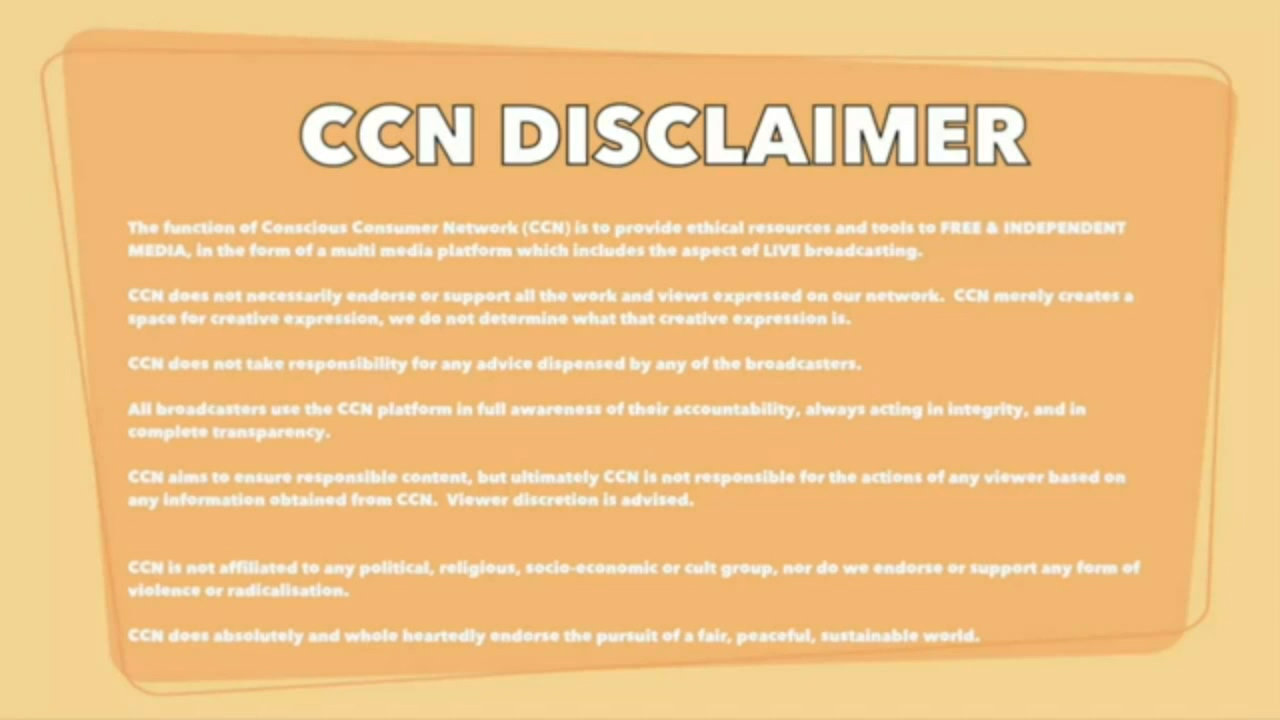 CCN DISCLAIMER
The function of Conscious Consumer Network (CCN) is to provide ethical resources and tools to FREE & INDEPENDENT
MEDIA, in the form of a multi media platform which includes the aspect of LIVE broadcasting.
CCN does not necessarily endorse or support all the work and views expressed on our network.  CCN merely creates a
space for creative expression, we do not determine what that creative expression is.
CCN does not take responsibility for any advice dispensed by any of the broadcasters.
All broadcasters use the CCN platform in full awareness of their accountability, always acting in integrity, and in
complete transparency.
CCN aims to ensure responsible content, but ultimately CCN is not responsible for the actions of any viewer based on
any information obtained from CCN.  Viewer discretion is advised.
CCN is not affiliated to any political, religious, socio-economic or cult group, nor do we endorse or support any form of
violence or radicalisation.
CCN does absolutely and whole heartedly endorse the pursuit of a fair, peaceful, sustainable world.